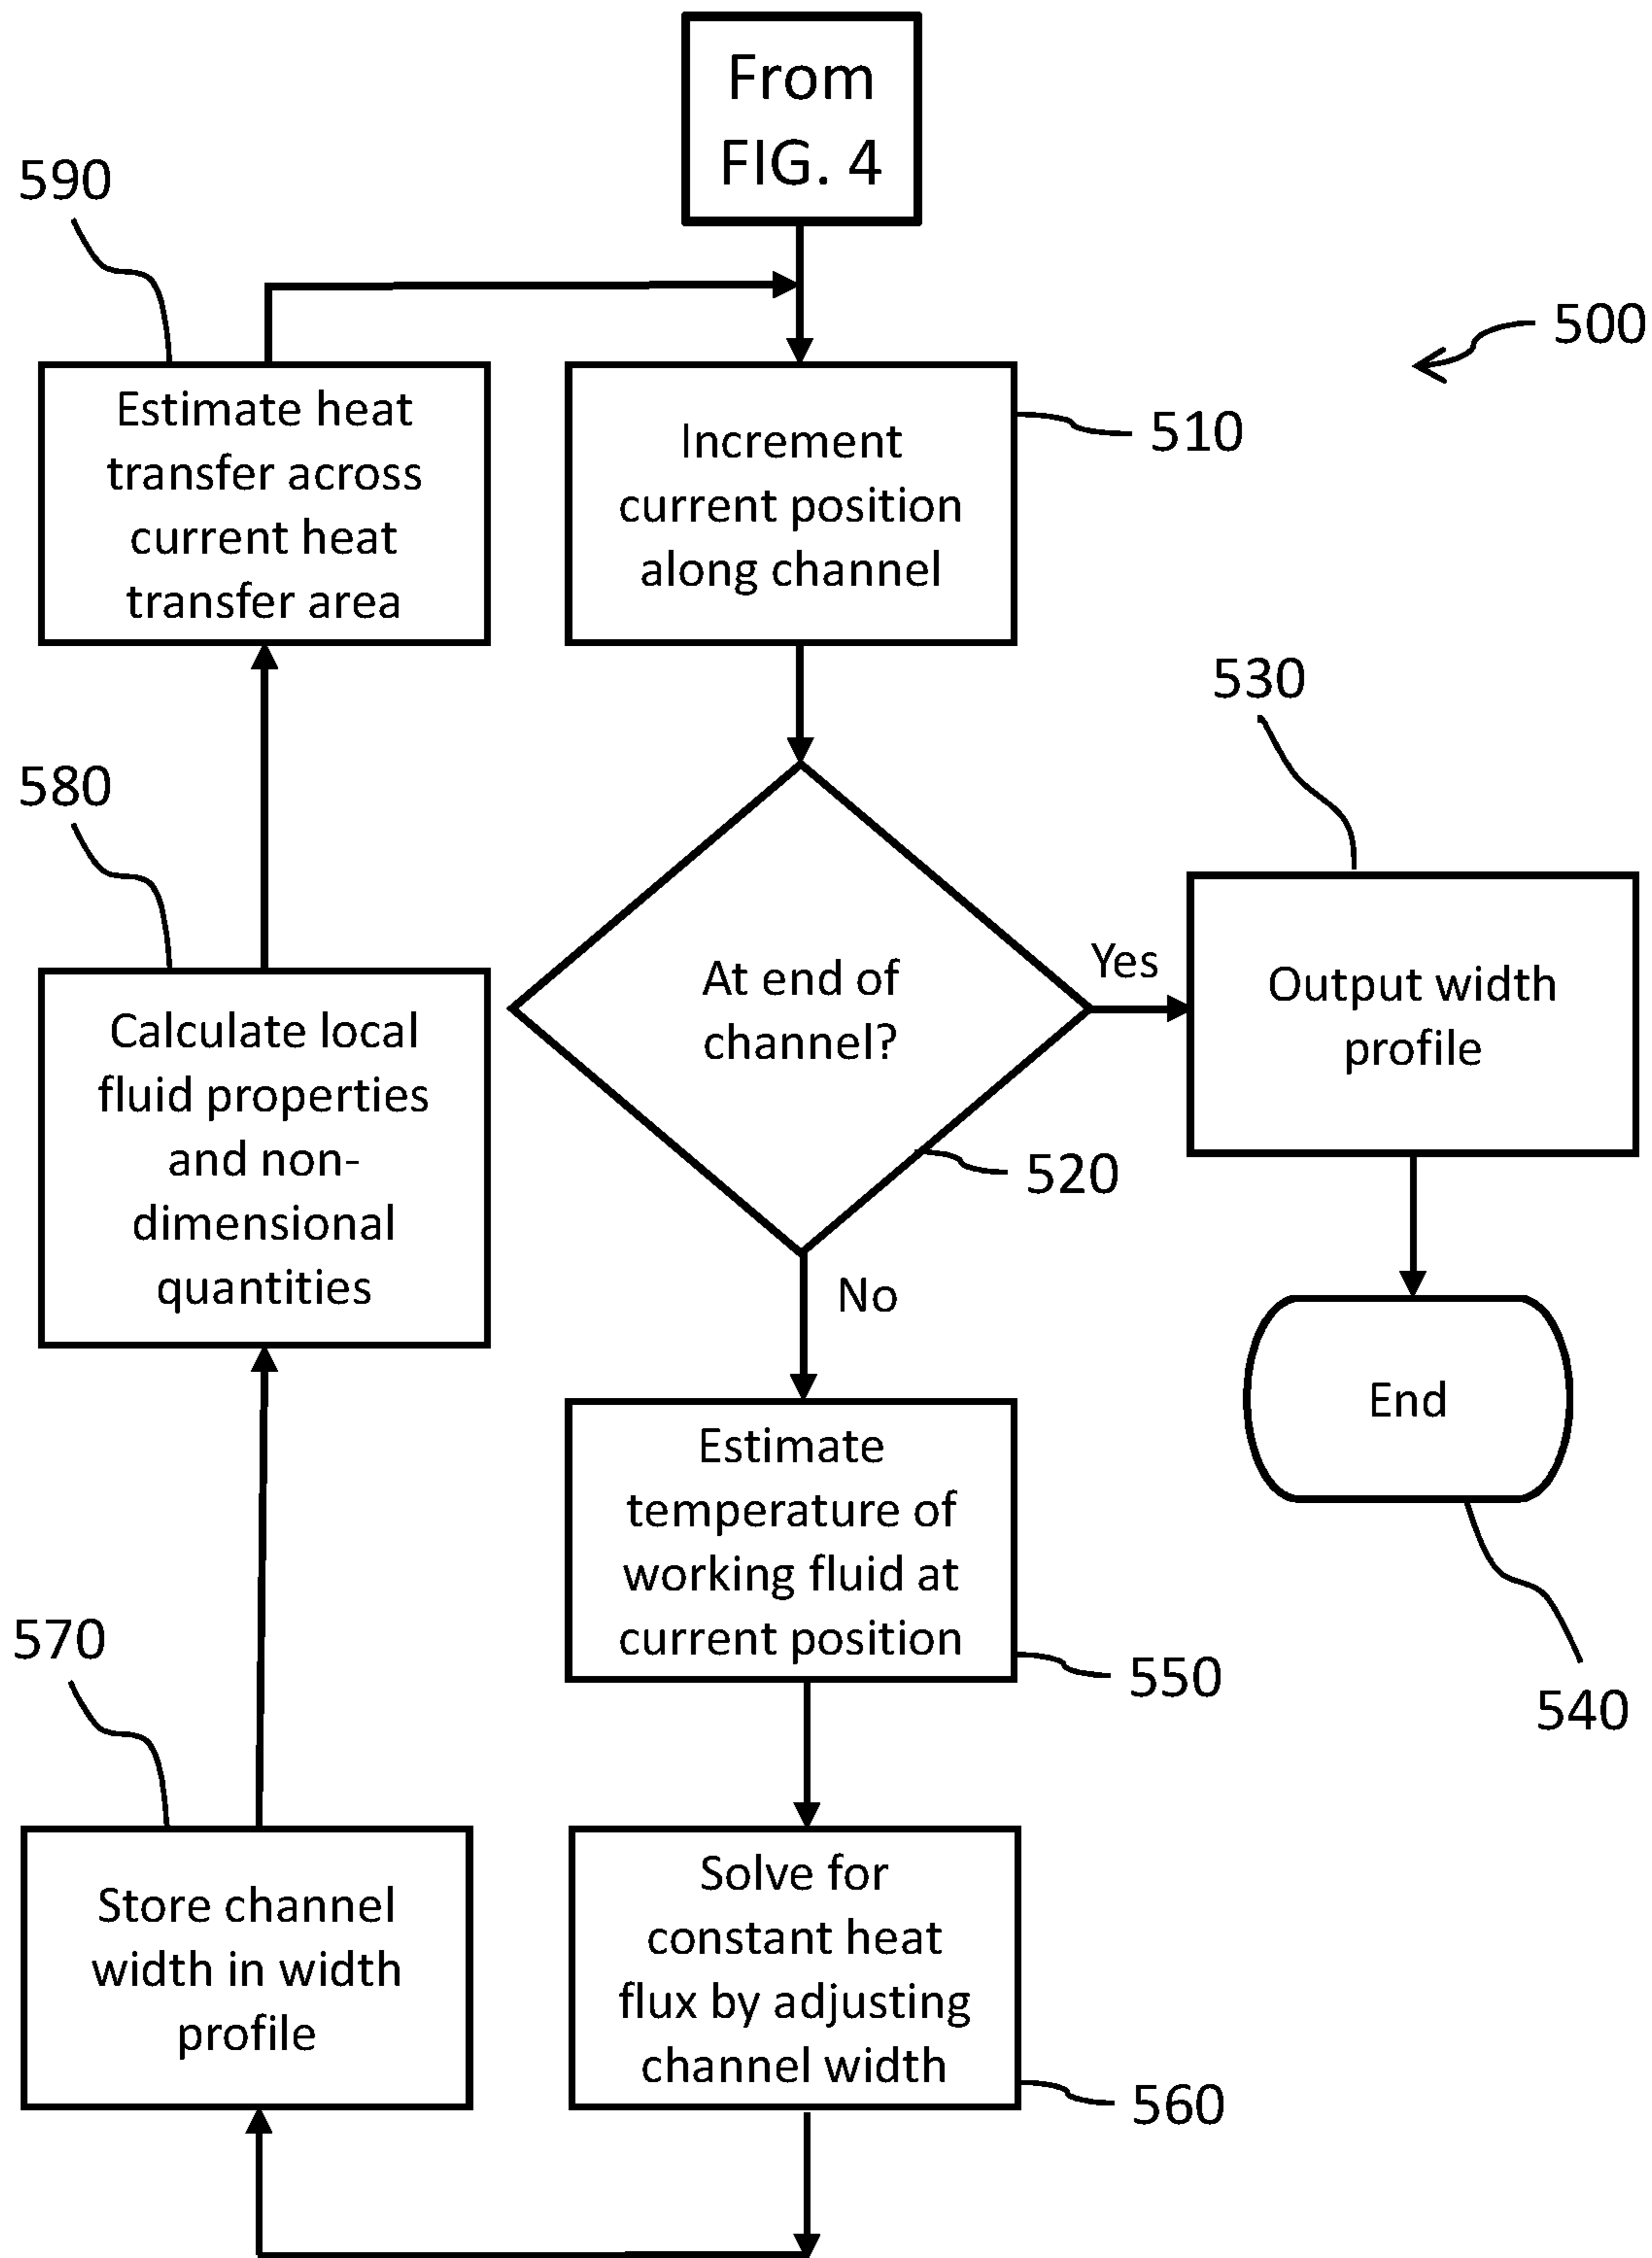 From
FIG. 4
590
500
Estimate heat
transfer across
current heat
transfer area
Increment
current position
along channel
510
530
580
At end of
channel?
Yes
Output width
profile
520
Calculate local
fluid properties
and non-
dimensional
quantities
No
End
Estimate
temperature of
working fluid at
current position
570
550
540
Store channel
width in width
profile
Solve for
constant heat
flux by adjusting
channel width
560